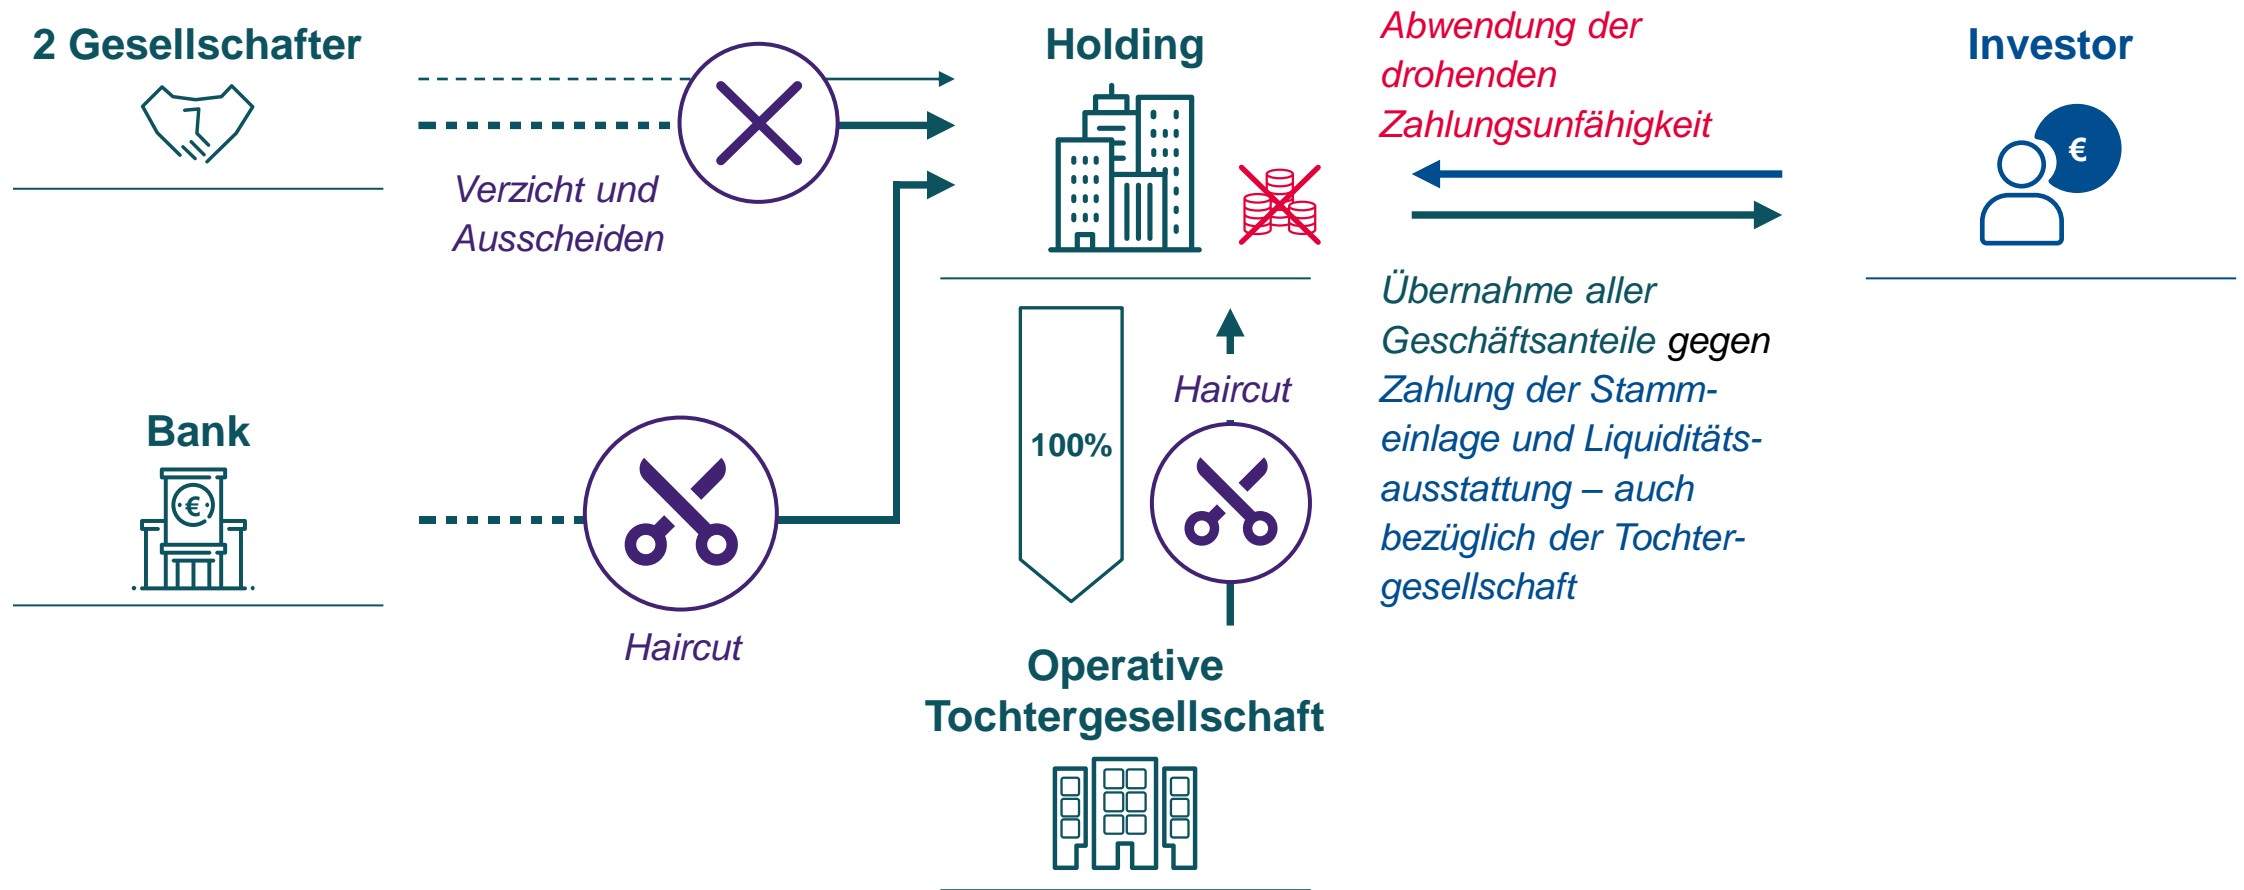 2 Gesellschafter
Verzicht und
Ausscheiden
Holding
Abwendung der
drohenden
Zahlungsunfähigkeit
Investor
€
Übernahme aller
Geschäftsanteile gegen
Zahlung der Stamm-
einlage und Liquiditäts-
ausstattung – auch
bezüglich der Tochter-
gesellschaft
Bank
€
Haircut
100%
Haircut
Operative
Tochtergesellschaft